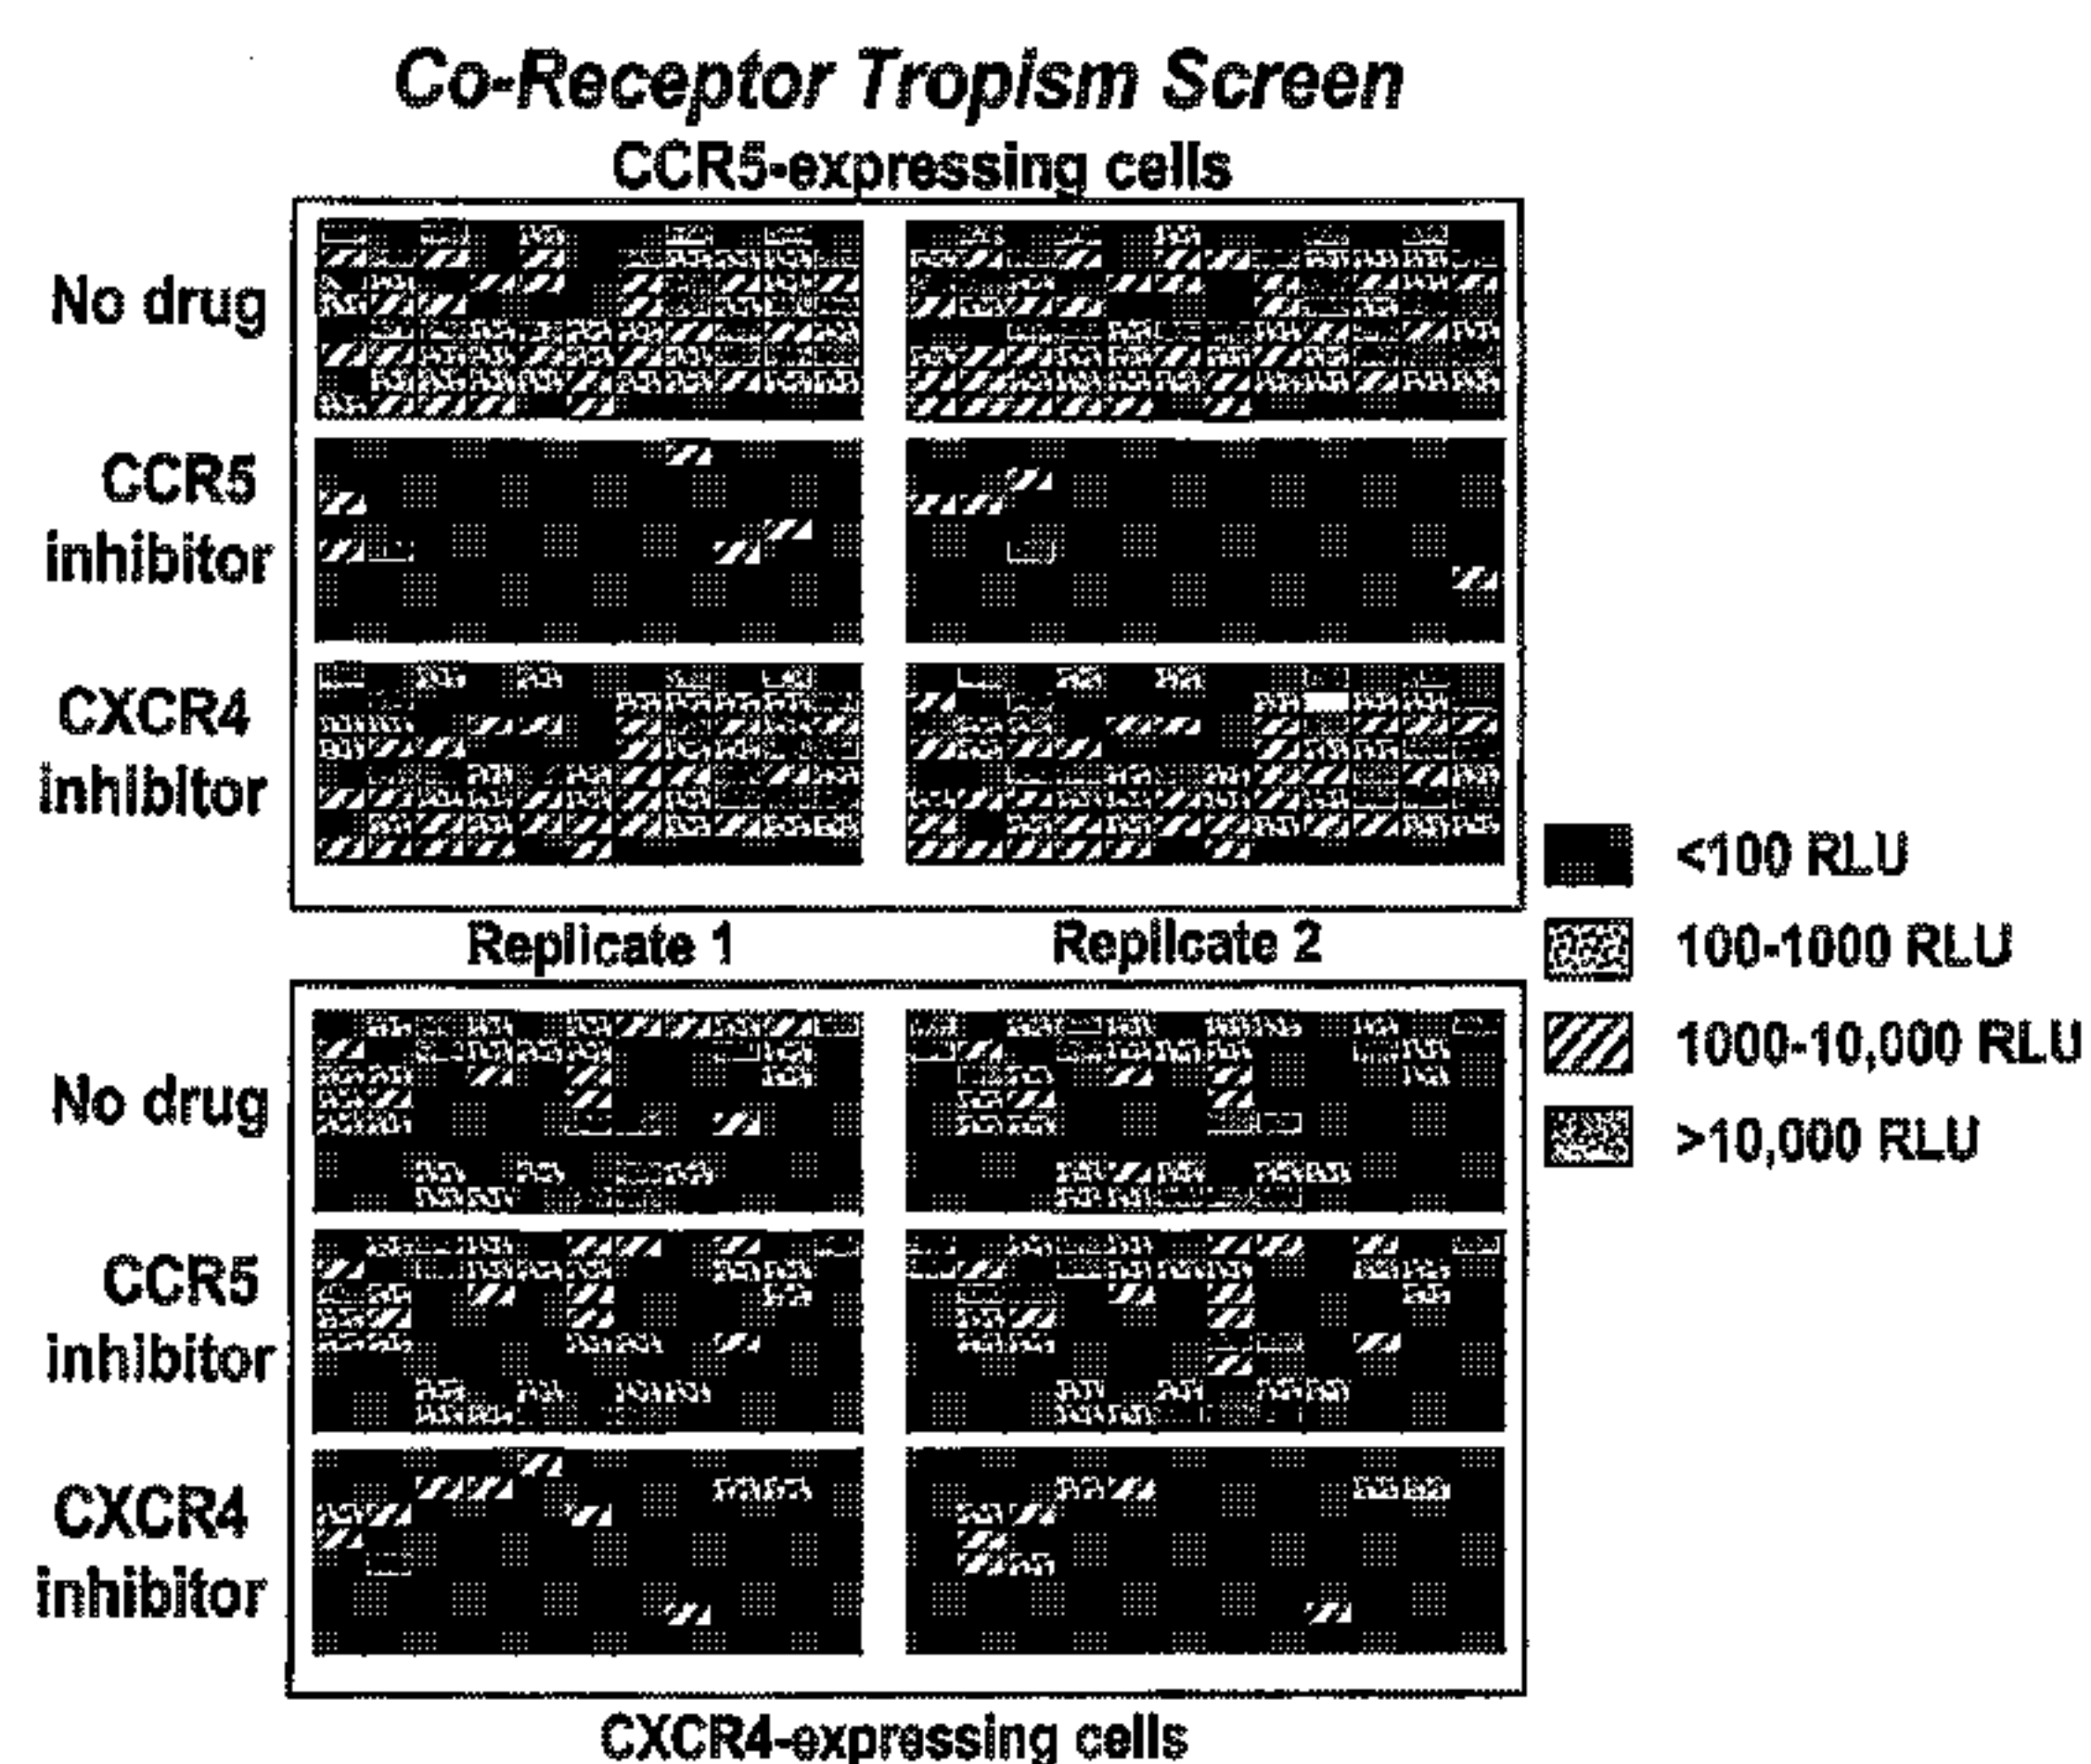 Co-Receptor Tropism Screen
CCR5-expressing cells
No drug
CCR5
inhibitor
CXCR4
inhibitor
<100 RLU
100-1000 RLU
1000-10,000 RLU
>10,000 RLU
Replicate 1
Replicate 2
No drug
CCR5
inhibitor
CXCR4
inhibitor
CXCR4-expressing cells